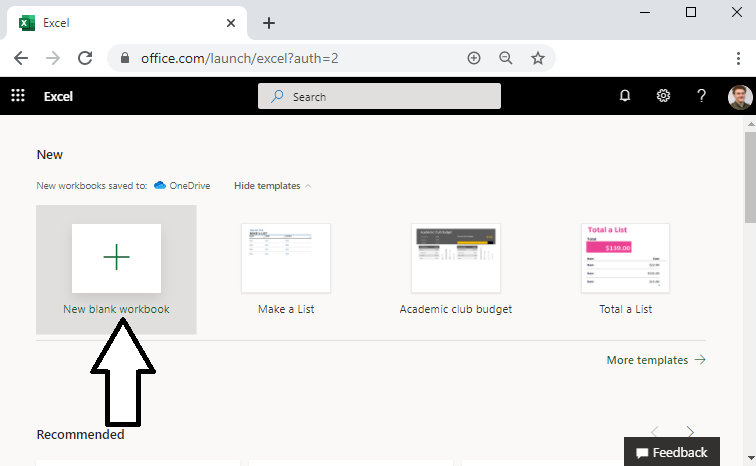 Excel
office.com/launch/excel?auth=2
Excel
Search
?
New
New workbooks saved to: OneDrive Hide templates
Total a List
Total
$139.00
New blank workbook
Make a List
Academic club budget
Total a List
More templates
Recommended
Feedback